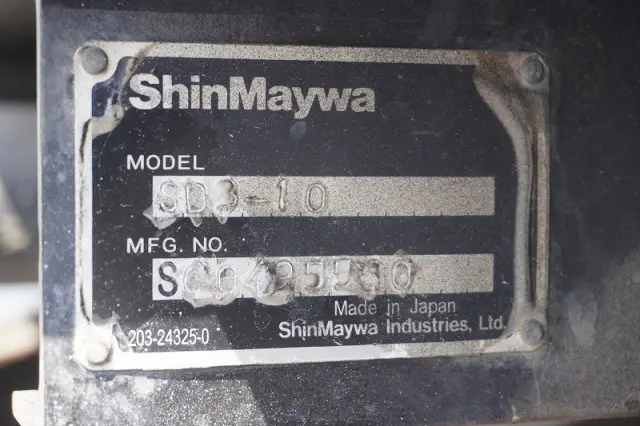 ShinMaywa
MODEL
SD3-10
MFG. NO.
Made in Japan
203-24325-0
ShinMaywa Industries, Ltd.